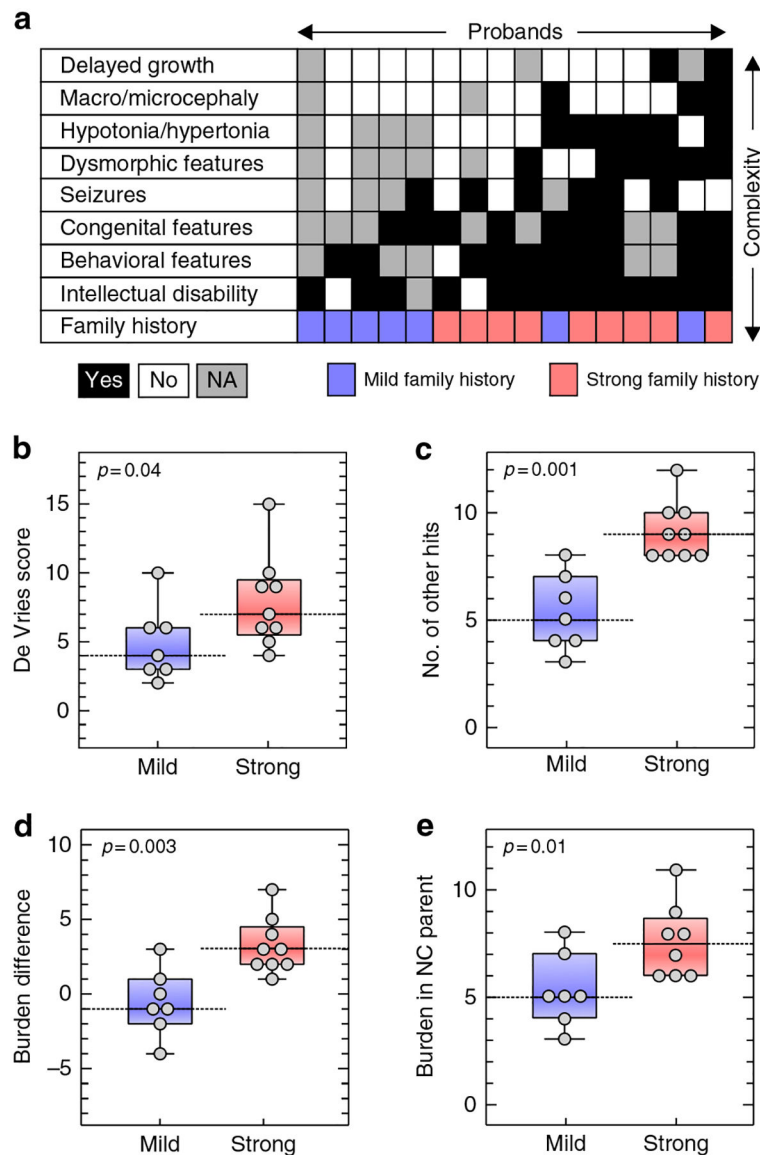 a
Probands
Delayed growth
Macro/microcephaly
Hypotonia/hypertonia
Dysmorphic features
Seizures
Congenital features
Behavioral features
Intellectual disability
Family history
Complexity
Yes No NA Mild family history Strong family history
b
p=0.04
De Vries score
15
10
5
0
Mild Strong
c
p=0.001
No. of other hits
10
5
0
Mild Strong
d
p=0.003
Burden difference
10
5
0
–5
Mild Strong
e
p=0.01
Burden in NC parent
10
5
0
Mild Strong